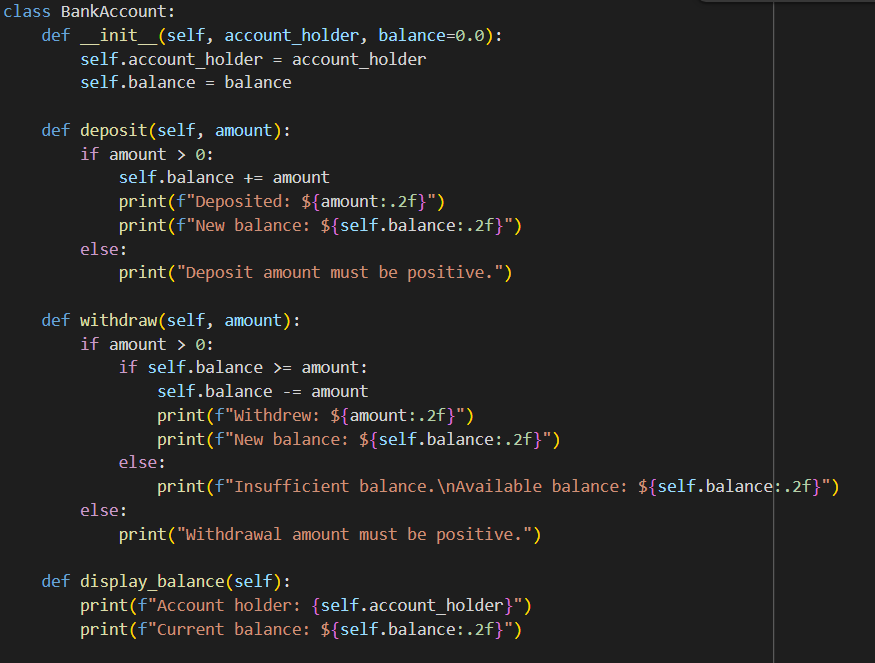 class BankAccount:
    def __init__(self, account_holder, balance=0.0):
        self.account_holder = account_holder
        self.balance = balance

    def deposit(self, amount):
        if amount > 0:
            self.balance += amount
            print(f"Deposited: ${amount:.2f}")
            print(f"New balance: ${self.balance:.2f}")
        else:
            print("Deposit amount must be positive.")

    def withdraw(self, amount):
        if amount > 0:
            if self.balance >= amount:
                self.balance -= amount
                print(f"Withdrew: ${amount:.2f}")
                print(f"New balance: ${self.balance:.2f}")
            else:
                print(f"Insufficient balance.\nAvailable balance: ${self.balance:.2f}")
        else:
            print("Withdrawal amount must be positive.")

    def display_balance(self):
        print(f"Account holder: {self.account_holder}")
        print(f"Current balance: ${self.balance:.2f}")